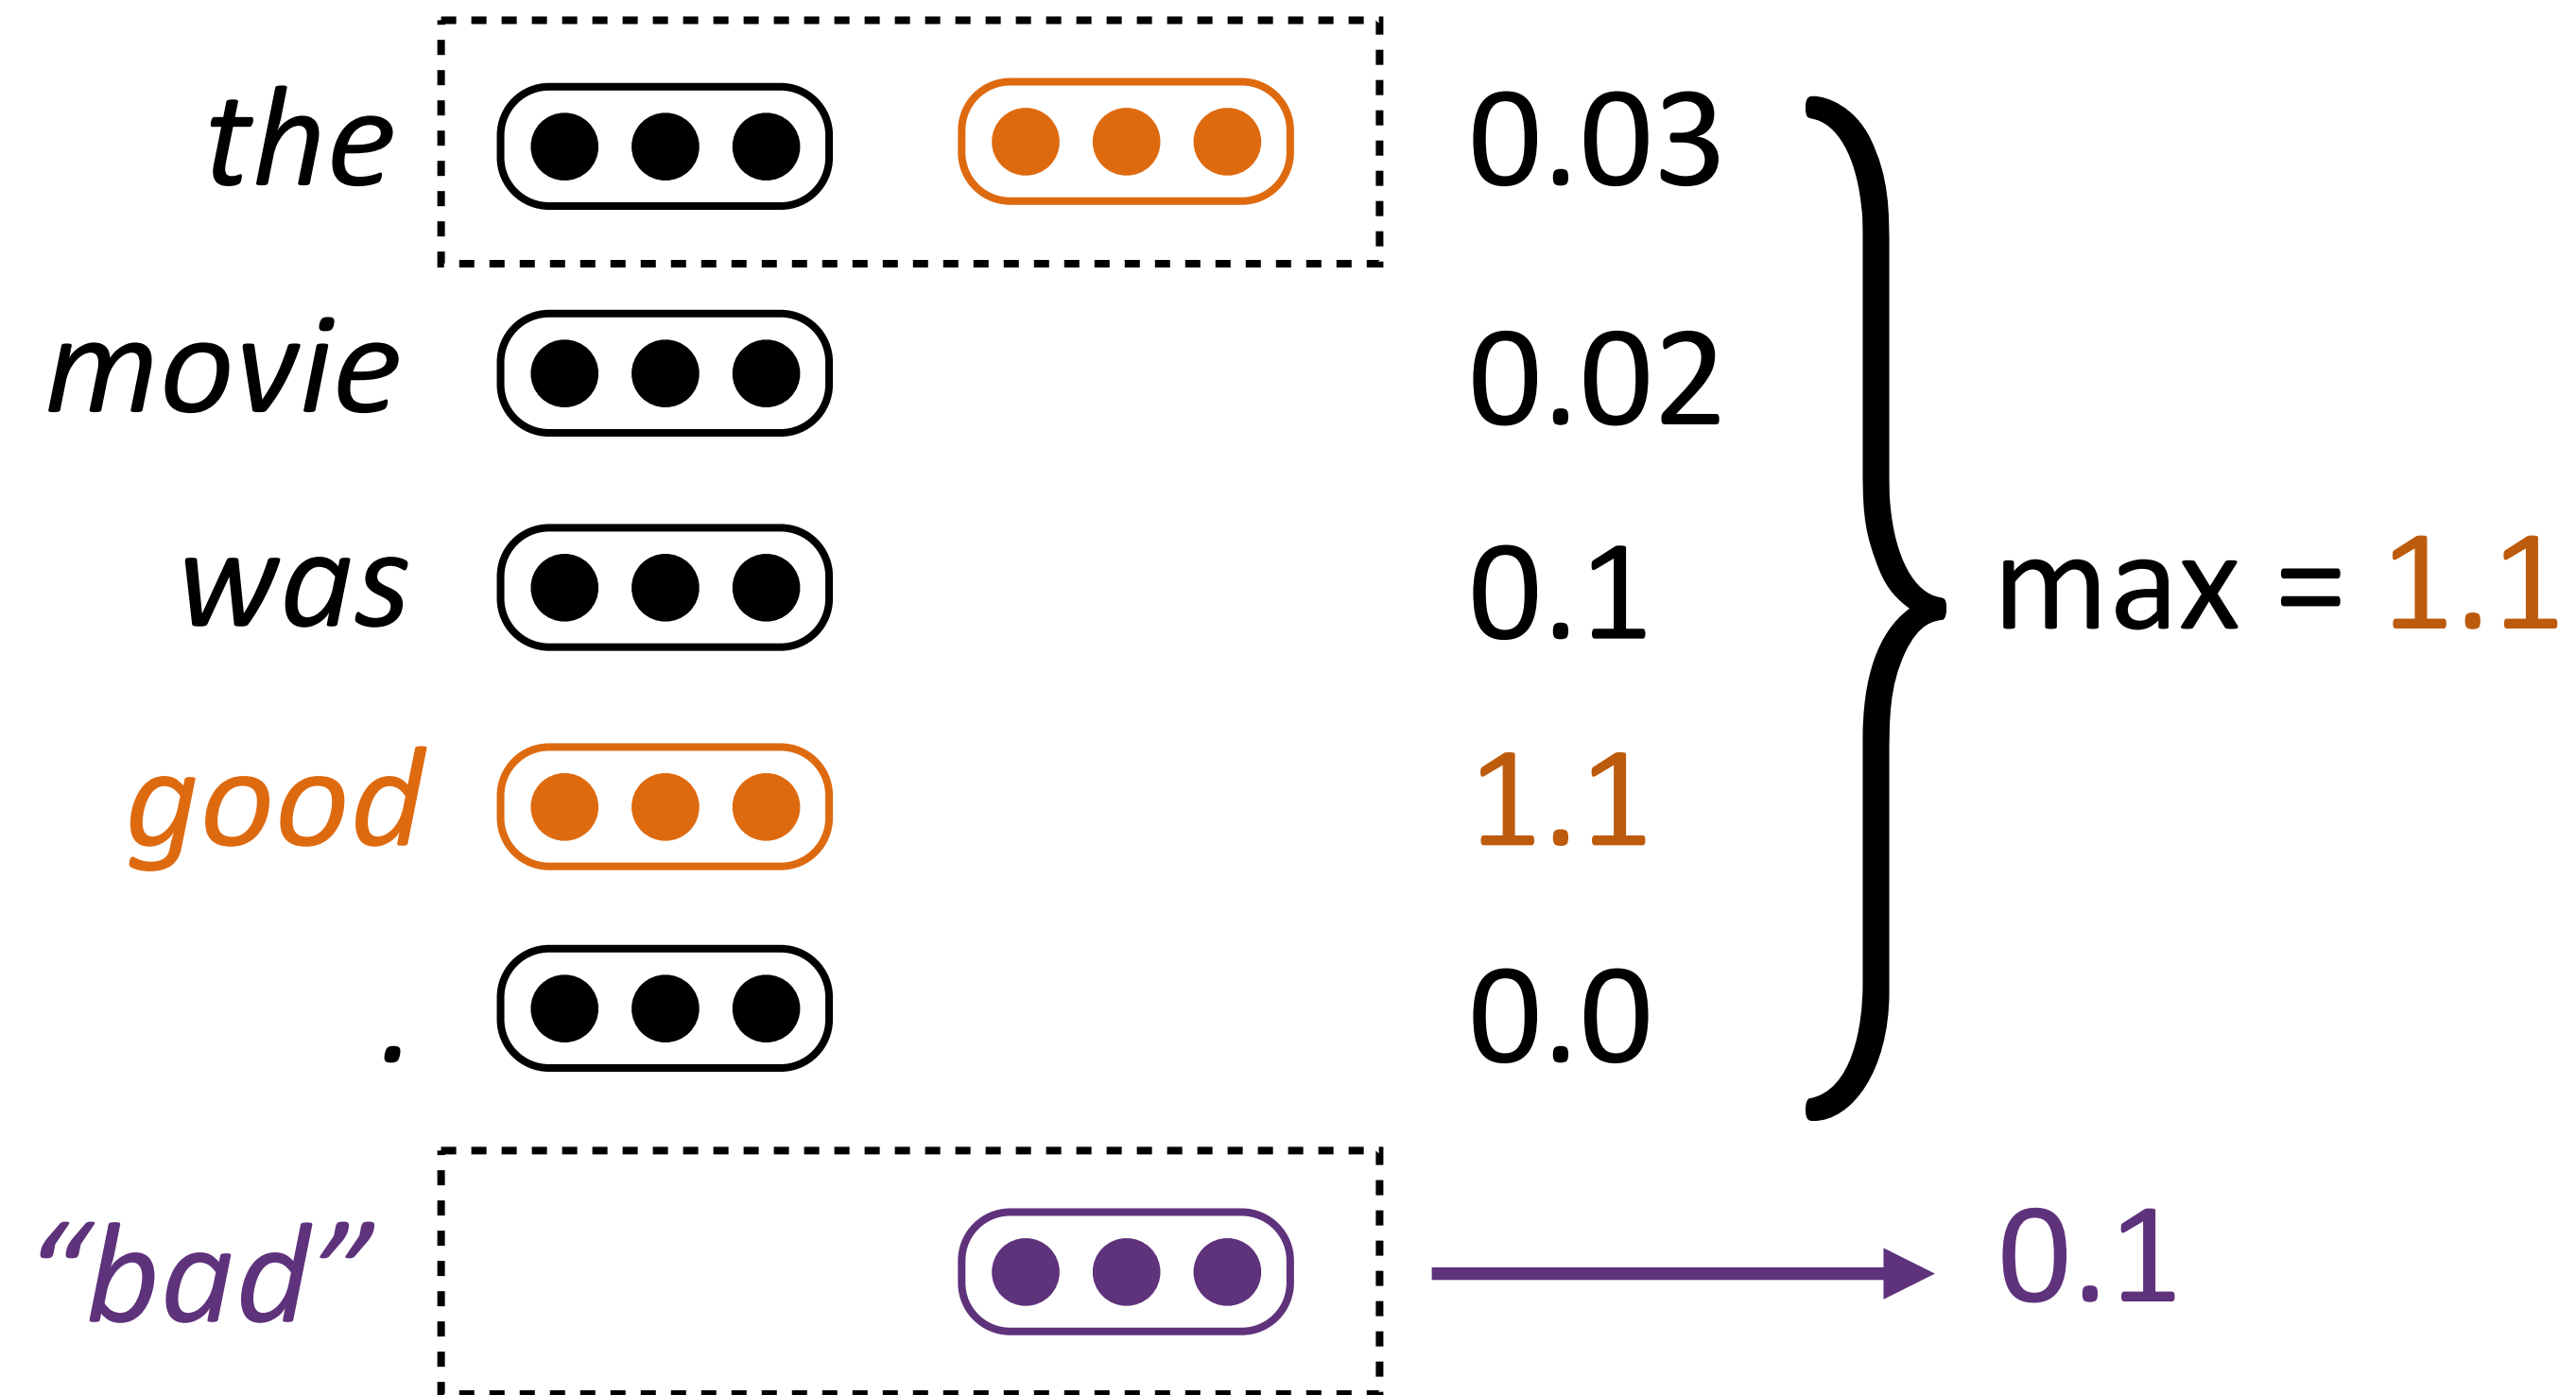 the 0.03
movie 0.02
was 0.1 max = 1.1
good 1.1
. 0.0
“bad” 0.1